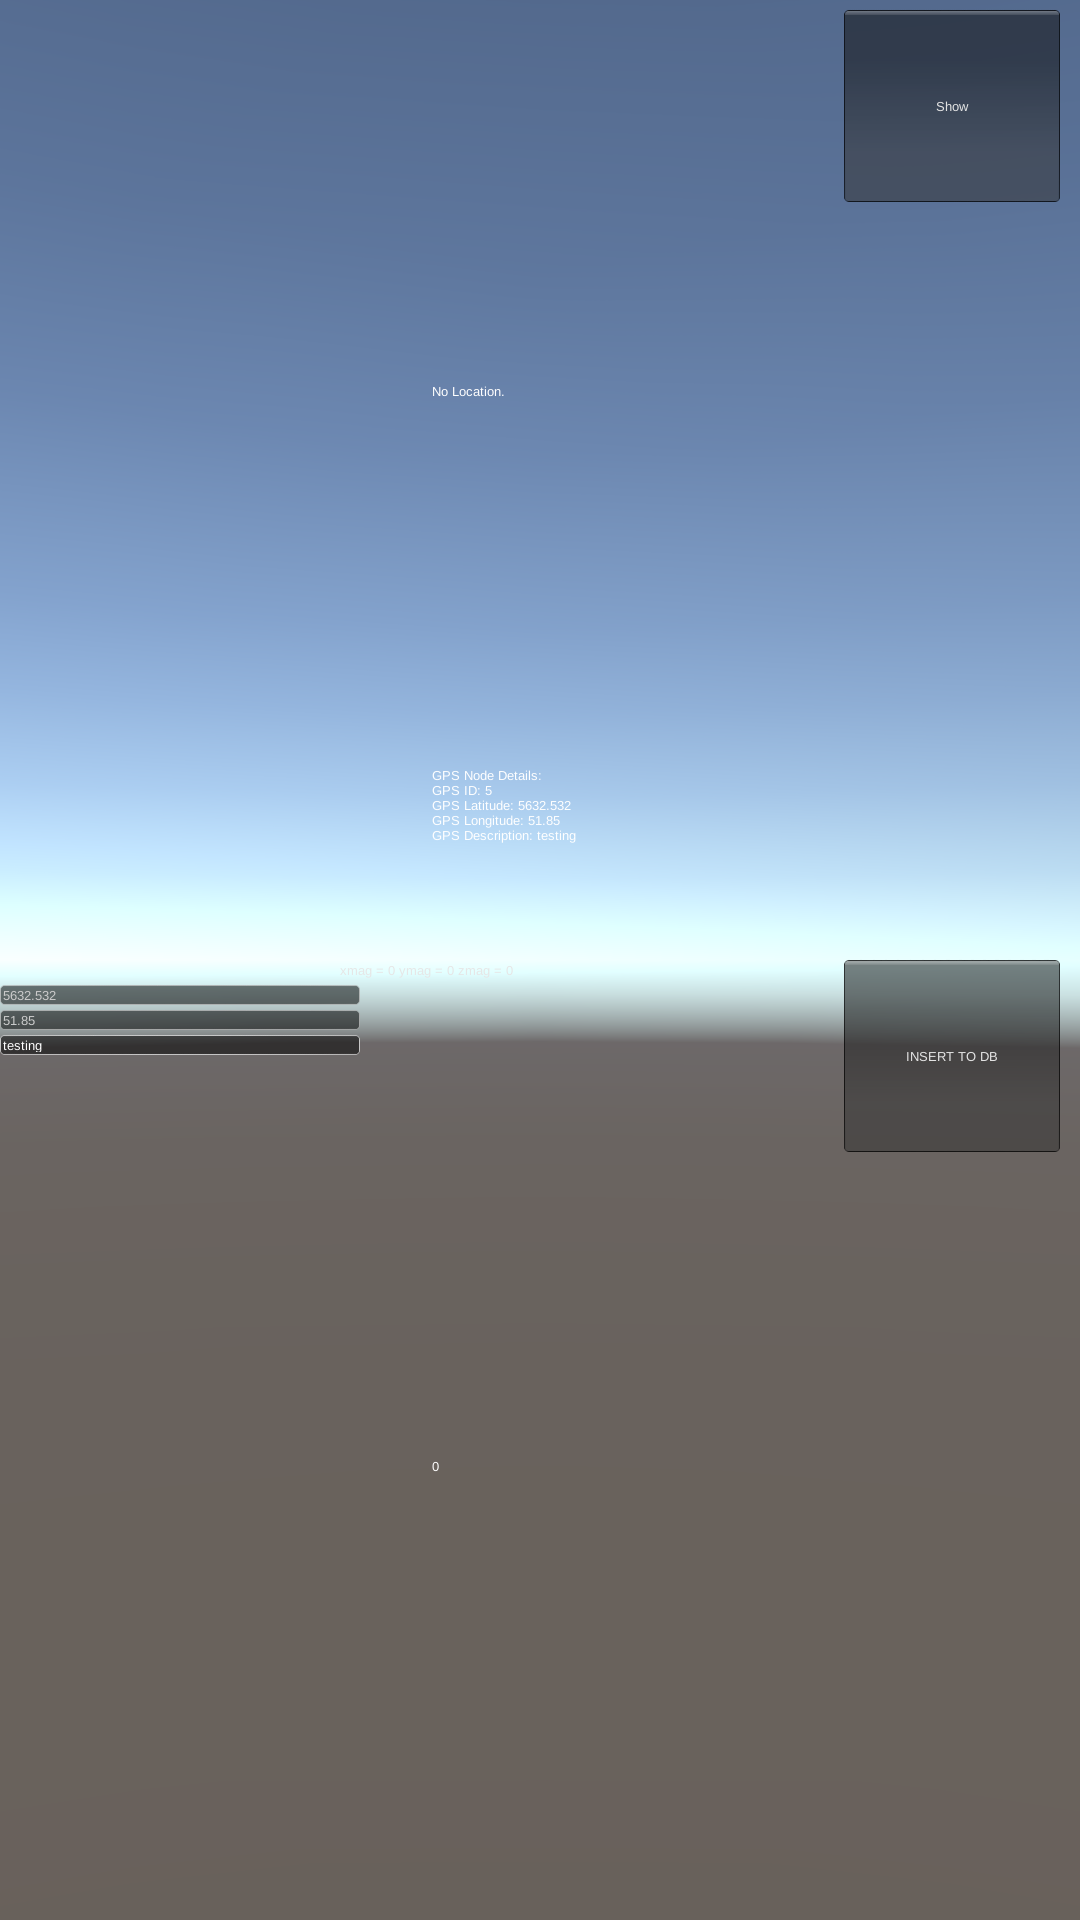 Show
No Location.
GPS Node Details:
GPS ID: 5
GPS Latitude: 5632.532
GPS Longitude: 51.85
GPS Description: testing
xmag = 0 ymag = 0 zmag = 0
5632.532
51.85
testing
INSERT TO DB
0